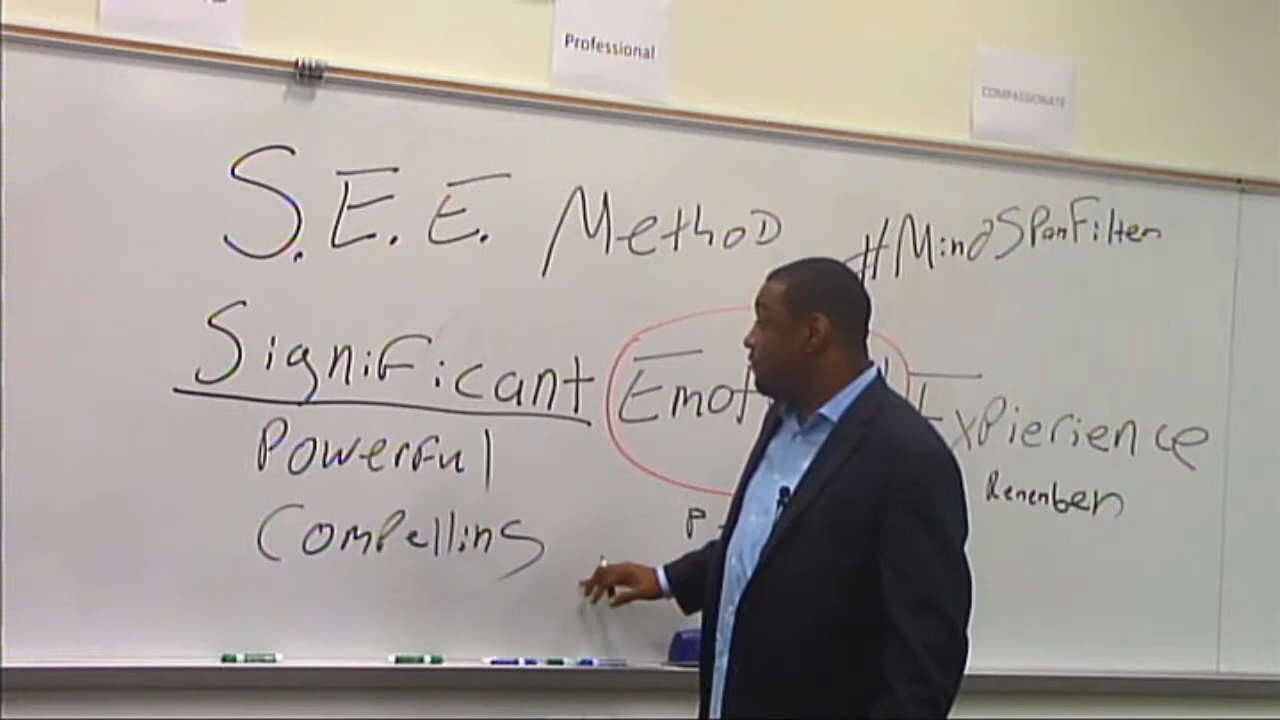 Professional
COMPASSIONATE
S.E.E. MethoD
#MindSPanFilter
SigniFicant
ExPierience
Powerful
Remember
Compelling